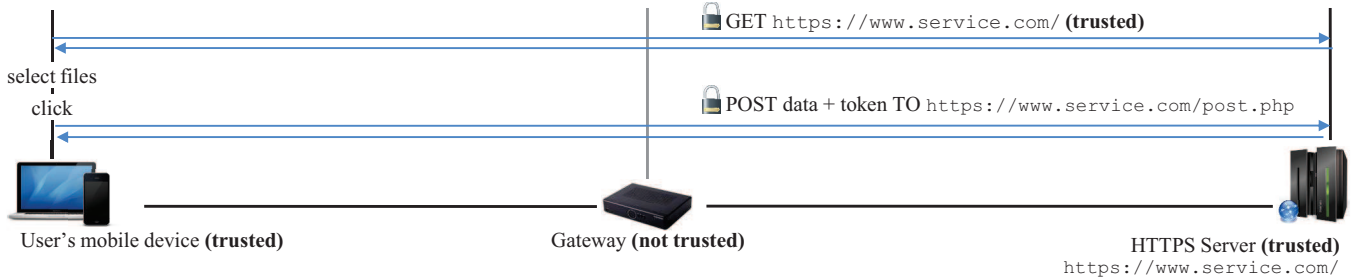 GET https://www.service.com/ (trusted)
select files
click
POST data + token TO https://www.service.com/post.php
User's mobile device (trusted)
Gateway (not trusted)
HTTPS Server (trusted)
https://www.service.com/